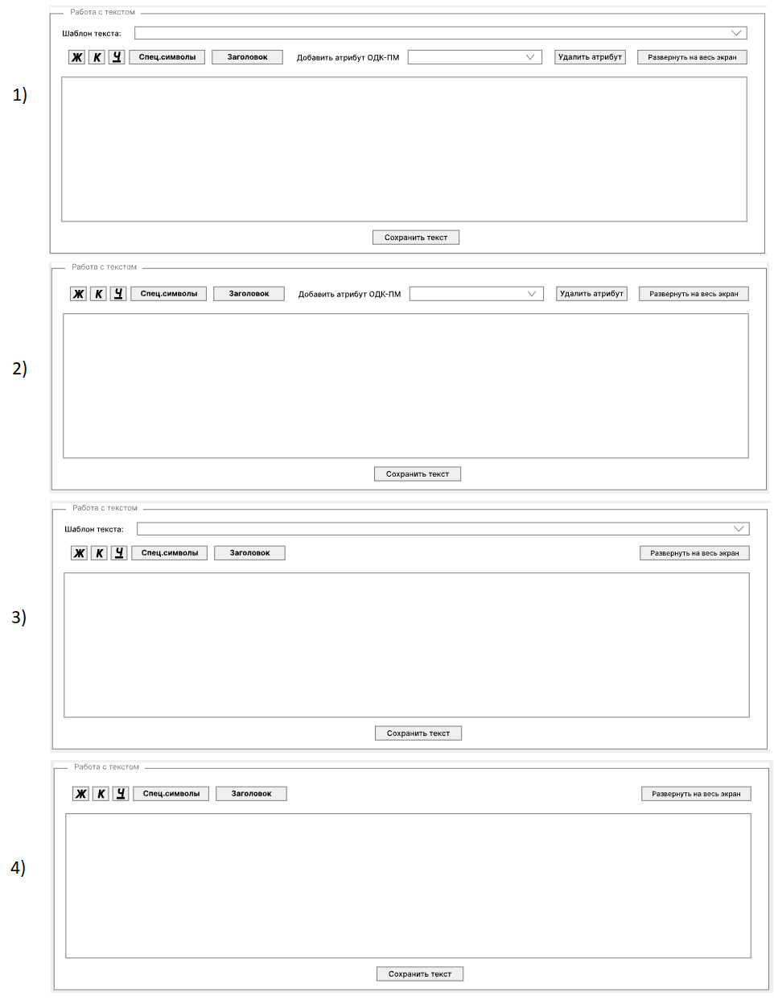 Работа с текстом
Шаблон текста:
Ж К Ч Спец.символы Заголовок Добавить атрибут ОДК-ПМ Удалить атрибут Развернуть на весь экран
1)
Сохранить текст
Работа с текстом
Ж К Ч Спец.символы Заголовок Добавить атрибут ОДК-ПМ Удалить атрибут Развернуть на весь экран
2)
Сохранить текст
Работа с текстом
Шаблон текста:
Ж К Ч Спец.символы Заголовок Развернуть на весь экран
3)
Сохранить текст
Работа с текстом
Ж К Ч Спец.символы Заголовок Развернуть на весь экран
4)
Сохранить текст